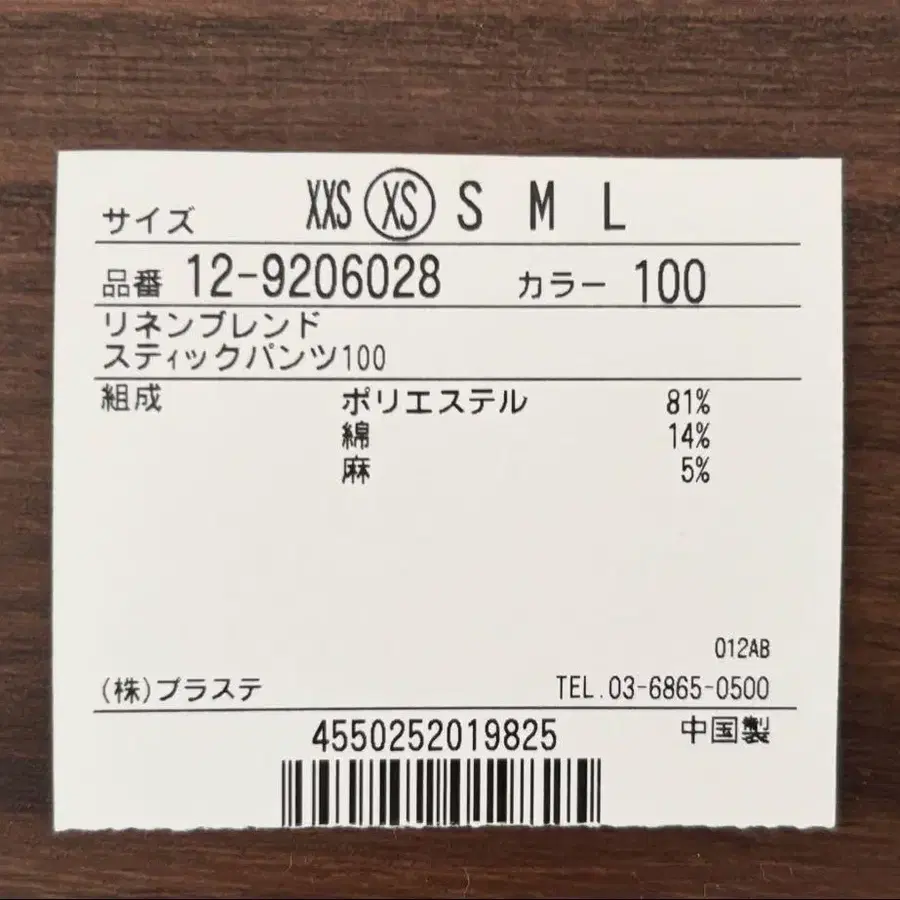 サイズ XXS XS S M L
品番 12-9206028 カラー 100
リネンブレンド
スティックパンツ100
組成 ポリエステル 81%
綿 14%
麻 5%
012AB
(株)プラステ TEL.03-6865-0500
4550252019825 中国製